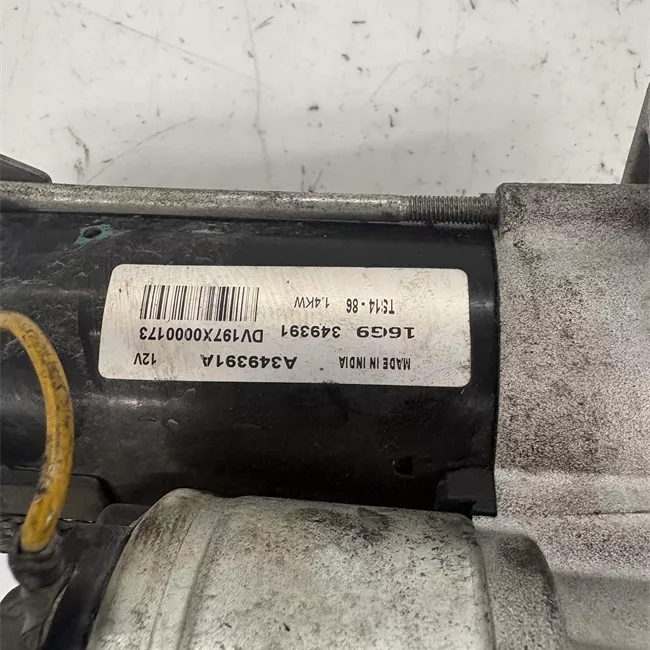 MADE IN INDIA
A349391A 12V
16G9 349391 DV197X0000173
TS14-86 1.4KW